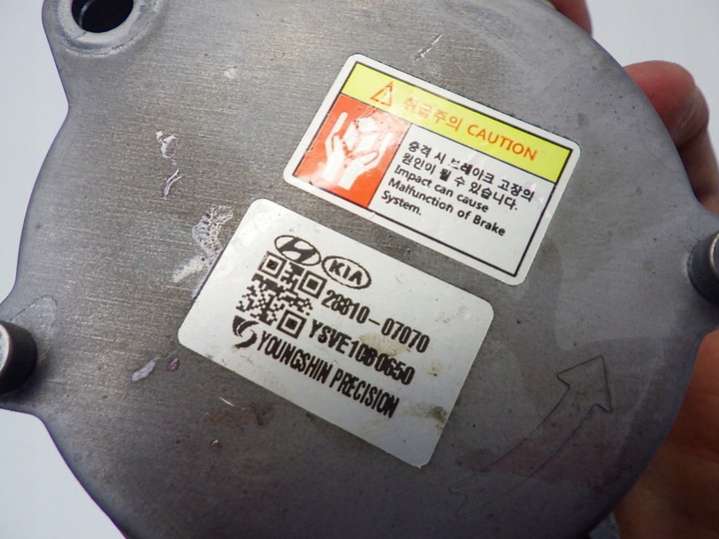 취급주의 CAUTION
충격 시 브레이크 고장의
원인이 될 수 있습니다.
Impact can cause
Malfunction of Brake
System.
KIA
28810-07070
YSVE10B0650
YOUNGSHIN PRECISION